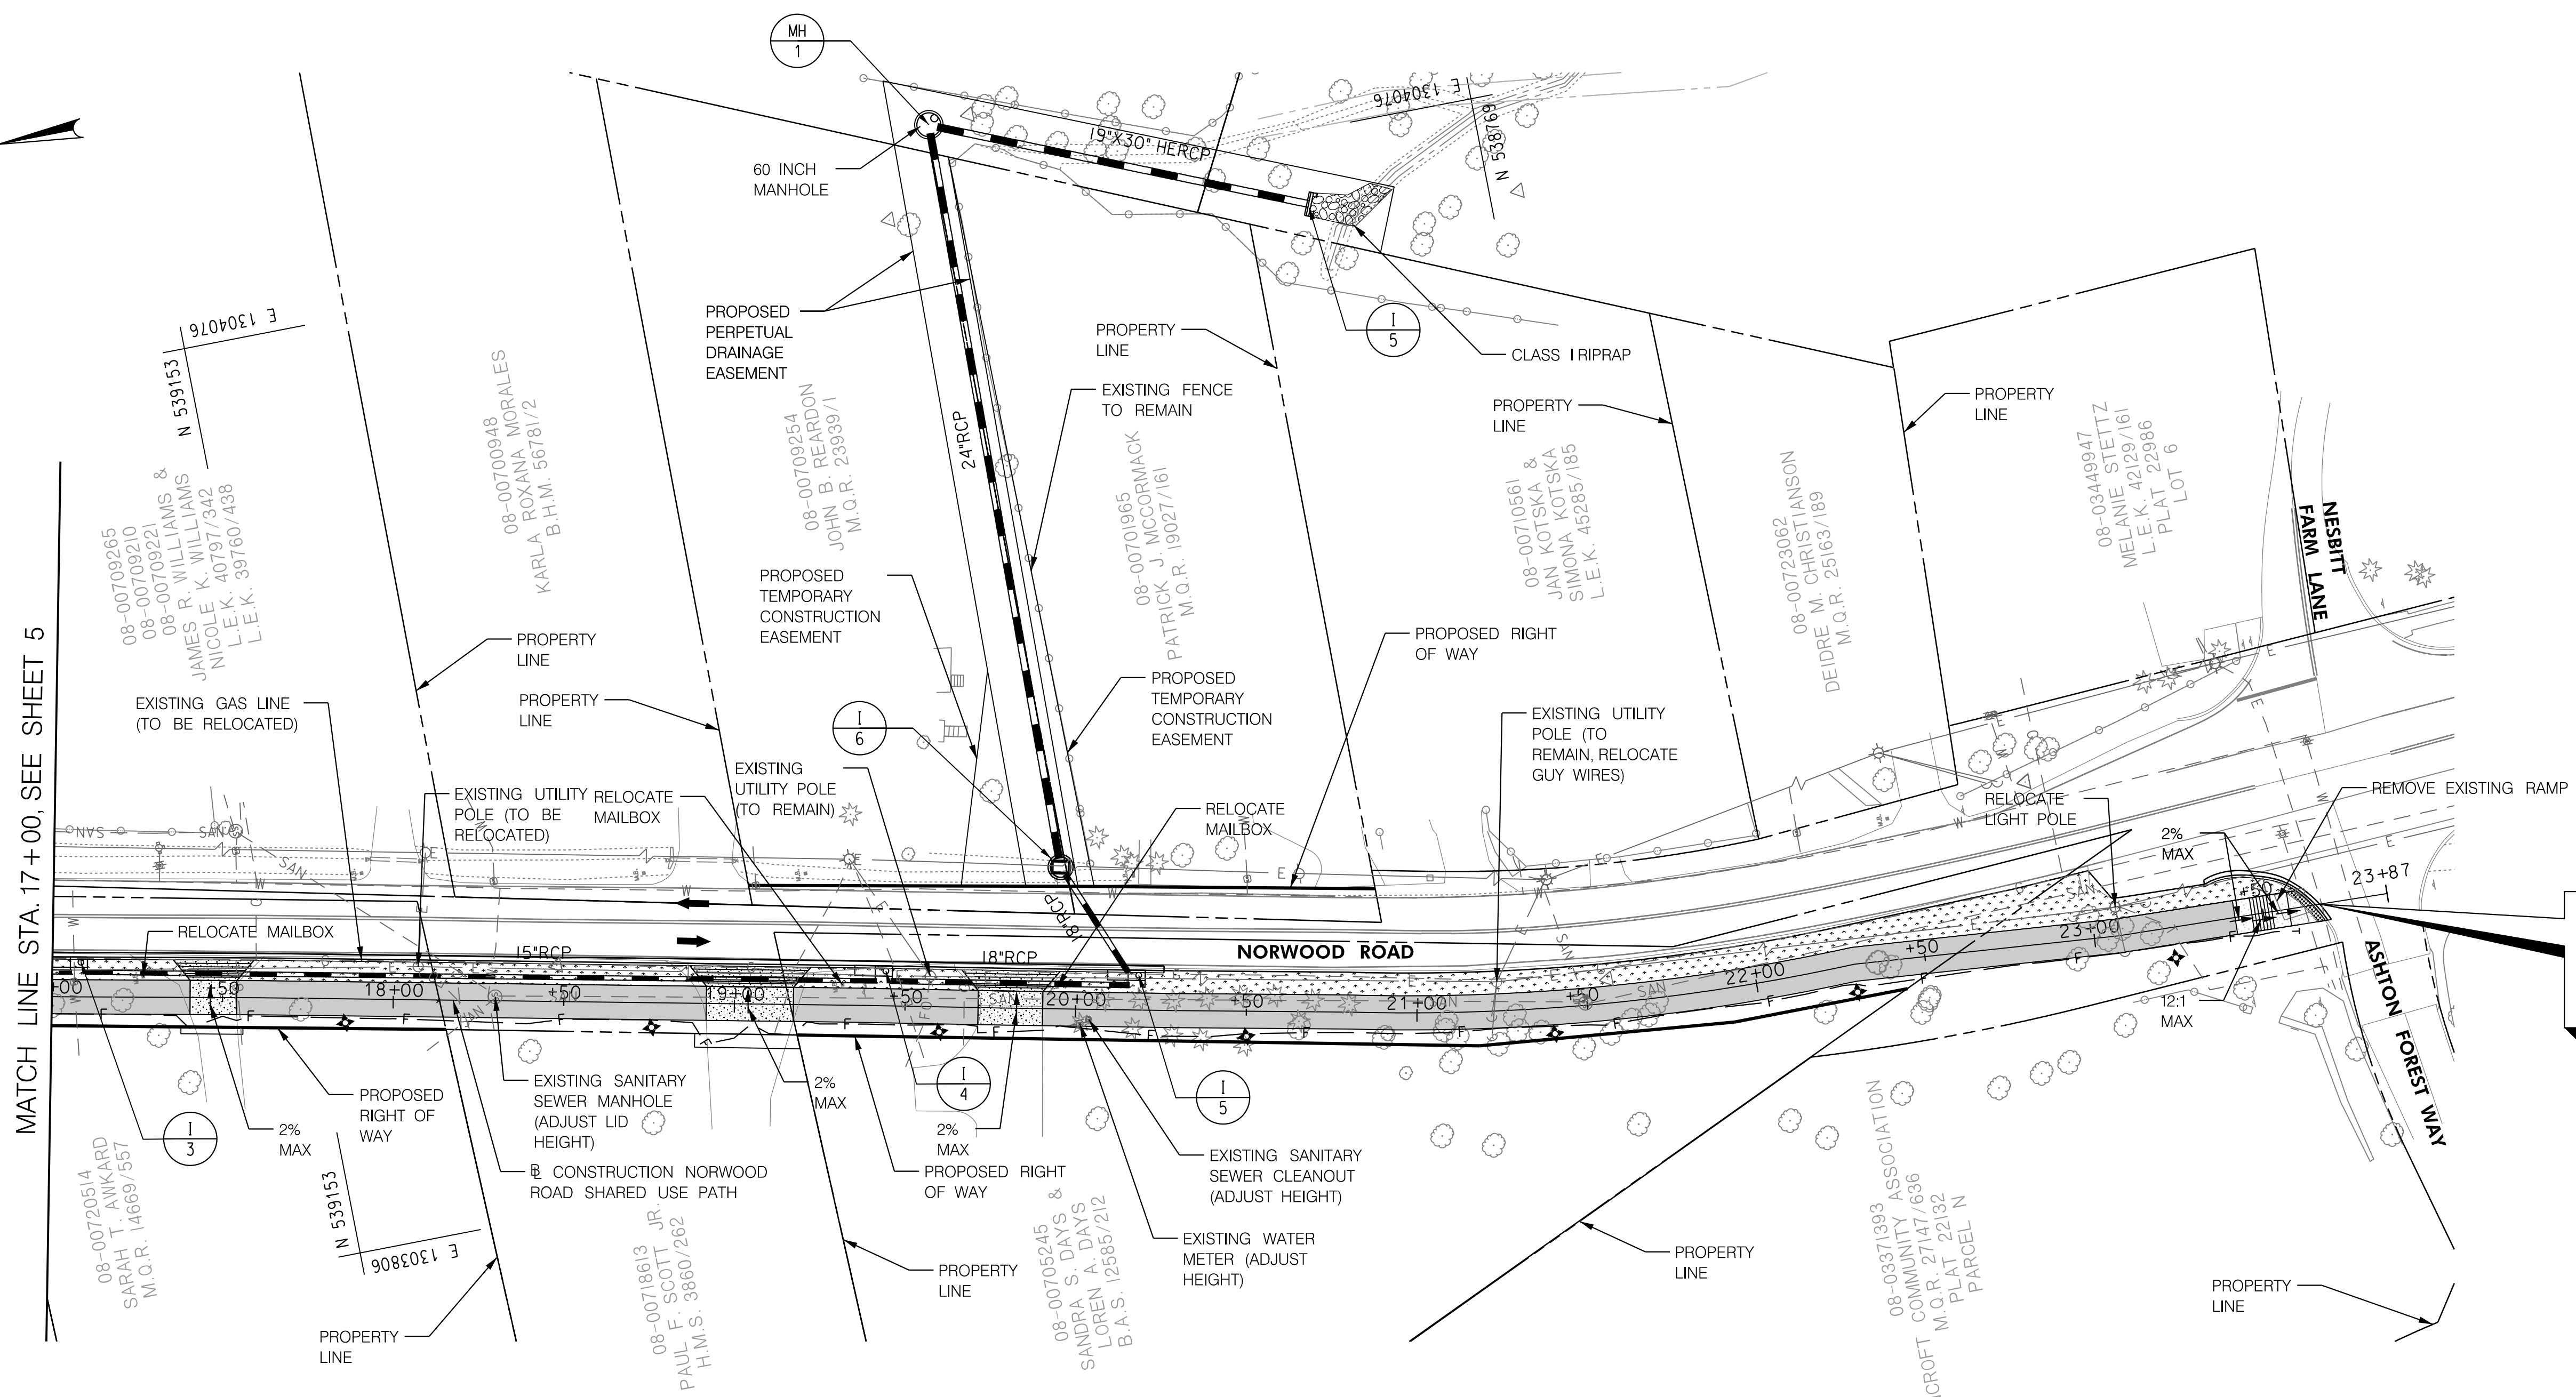 MH
1
60 INCH
MANHOLE
19"X30" HERCP
E 1304076
N 538769
PROPOSED
PERPETUAL
DRAINAGE
EASEMENT
24"RCP
PROPERTY
LINE
I
5
CLASS I RIPRAP
EXISTING FENCE
TO REMAIN
PROPERTY
LINE
PROPERTY
LINE
N 539153
E 1304076
08-00709265
08-00709210
08-00709221
JAMES R. WILLIAMS &
NICOLE K. WILLIAMS
L.E.K. 40797/342
L.E.K. 39760/438
08-00700948
KARLA ROXANA MORALES
B.H.M. 56781/2
08-00709254
JOHN B. REARDON
M.Q.R. 23939/1
08-00701965
PATRICK J. MCCORMACK
M.Q.R. 19027/161
08-00710561
JAN KOTSKA &
SIMONA KOTSKA
L.E.K. 45285/185
08-00723062
DEIDRE M. CHRISTIANSON
M.Q.R. 25163/189
08-03449947
MELANIE STETTZ
L.E.K. 42129/161
PLAT 22986
LOT 6
NESBITT
FARM LANE
MATCH LINE STA. 17+00, SEE SHEET 5
PROPOSED
TEMPORARY
CONSTRUCTION
EASEMENT
PROPERTY
LINE
PROPERTY
LINE
EXISTING GAS LINE
(TO BE RELOCATED)
I
6
PROPOSED
TEMPORARY
CONSTRUCTION
EASEMENT
PROPOSED RIGHT
OF WAY
EXISTING UTILITY
POLE (TO
REMAIN, RELOCATE
GUY WIRES)
EXISTING UTILITY
POLE (TO BE
RELOCATED)
RELOCATE
MAILBOX
EXISTING
UTILITY POLE
(TO REMAIN)
RELOCATE
MAILBOX
RELOCATE
LIGHT POLE
2%
MAX
REMOVE EXISTING RAMP
23+87
SAN
SAN
SAN
RELOCATE MAILBOX
15"RCP
18"RCP
18"RCP
NORWOOD ROAD
+00
+50
18+00
+50
19+00
+50
20+00
+50
21+00
+50
22+00
+50
23+00
+50
SAN
SAN
SAN
SAN
12:1
MAX
ASHTON FOREST WAY
I
3
2%
MAX
PROPOSED
RIGHT OF
WAY
EXISTING SANITARY
SEWER MANHOLE
(ADJUST LID
HEIGHT)
BL CONSTRUCTION NORWOOD
ROAD SHARED USE PATH
2%
MAX
I
4
2%
MAX
PROPOSED RIGHT
OF WAY
I
5
EXISTING SANITARY
SEWER CLEANOUT
(ADJUST HEIGHT)
EXISTING WATER
METER (ADJUST
HEIGHT)
08-00720514
SARAH T. AWKARD
M.Q.R. 14669/557
N 539153
E 1303806
PROPERTY
LINE
08-00718613
PAUL F. SCOTT JR.
H.M.S. 3860/262
PROPERTY
LINE
08-00705245
SANDRA S. DAYS &
LOREN A. DAYS
B.A.S. 12585/212
PROPERTY
LINE
08-03371393
CROFT COMMUNITY ASSOCIATION
M.Q.R. 27147/636
PLAT 22132
PARCEL N
PROPERTY
LINE